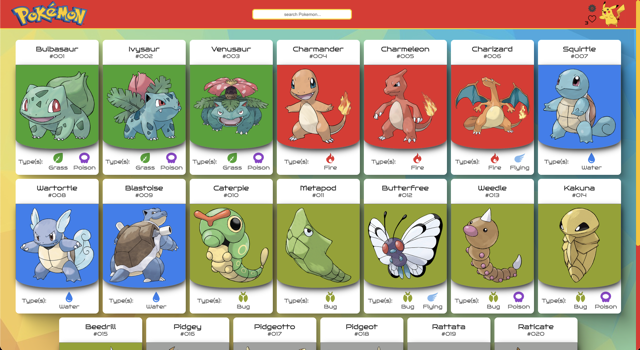 POKéMON
search Pokemon...
3
Bulbasaur
#001
Type(s):
Grass
Poison
Ivysaur
#002
Type(s):
Grass
Poison
Venusaur
#003
Type(s):
Grass
Poison
Charmander
#004
Type(s):
Fire
Charmeleon
#005
Type(s):
Fire
Charizard
#006
Type(s):
Fire
Flying
Squirtle
#007
Type(s):
Water
Wartortle
#008
Type(s):
Water
Blastoise
#009
Type(s):
Water
Caterpie
#010
Type(s):
Bug
Metapod
#011
Type(s):
Bug
Butterfree
#012
Type(s):
Bug
Flying
Weedle
#013
Type(s):
Bug
Poison
Kakuna
#014
Type(s):
Bug
Poison
Beedrill
#015
Pidgey
#016
Pidgeotto
#017
Pidgeot
#018
Rattata
#019
Raticate
#020